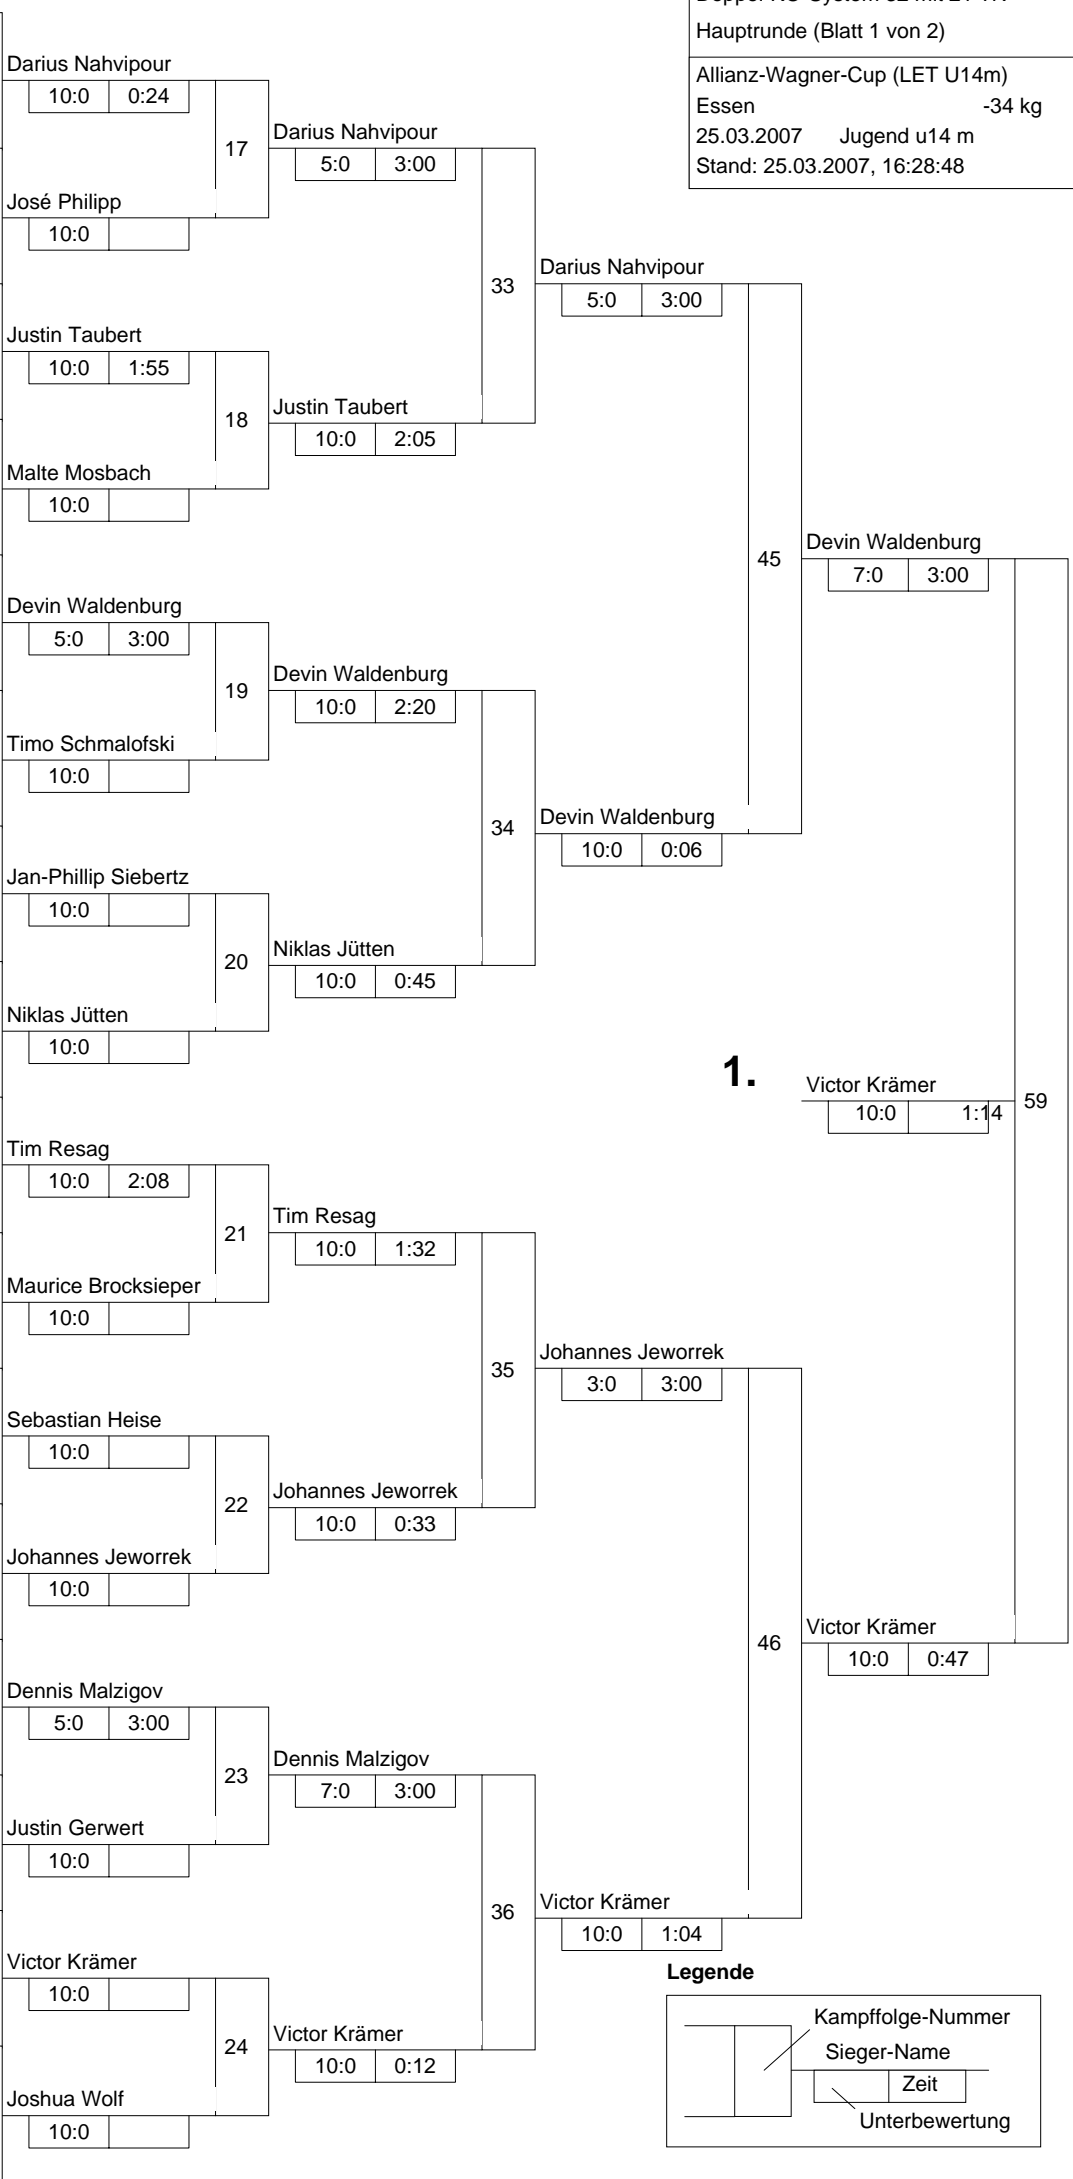 Hauptrunde (Blatt 1 von 2)
Allianz-Wagner-Cup (LET U14m)
Essen -34 kg
25.03.2007 Jugend u14 m
Stand: 25.03.2007, 16:28:48
Darius Nahvipour
10:0 0:24
17
José Philipp
10:0
Justin Taubert
10:0 1:55
18
Malte Mosbach
10:0
Devin Waldenburg
5:0 3:00
19
Timo Schmalofski
10:0
Jan-Phillip Siebertz
10:0
20
Niklas Jütten
10:0
Tim Resag
10:0 2:08
21
Maurice Brocksieper
10:0
Sebastian Heise
10:0
22
Johannes Jeworrek
10:0
Dennis Malzigov
5:0 3:00
23
Justin Gerwert
10:0
Victor Krämer
10:0
24
Joshua Wolf
10:0
Darius Nahvipour
5:0 3:00
33
Justin Taubert
10:0 2:05
Devin Waldenburg
10:0 2:20
34
Niklas Jütten
10:0 0:45
Tim Resag
10:0 1:32
35
Johannes Jeworrek
10:0 0:33
Dennis Malzigov
7:0 3:00
36
Victor Krämer
10:0 0:12
Darius Nahvipour
5:0 3:00
45
Devin Waldenburg
10:0 0:06
Johannes Jeworrek
3:0 3:00
46
Victor Krämer
10:0 1:04
Devin Waldenburg
7:0 3:00
1.
Victor Krämer
10:0 1:14
59
Victor Krämer
10:0 0:47
Legende
Kampffolge-Nummer
Sieger-Name
Zeit
Unterbewertung